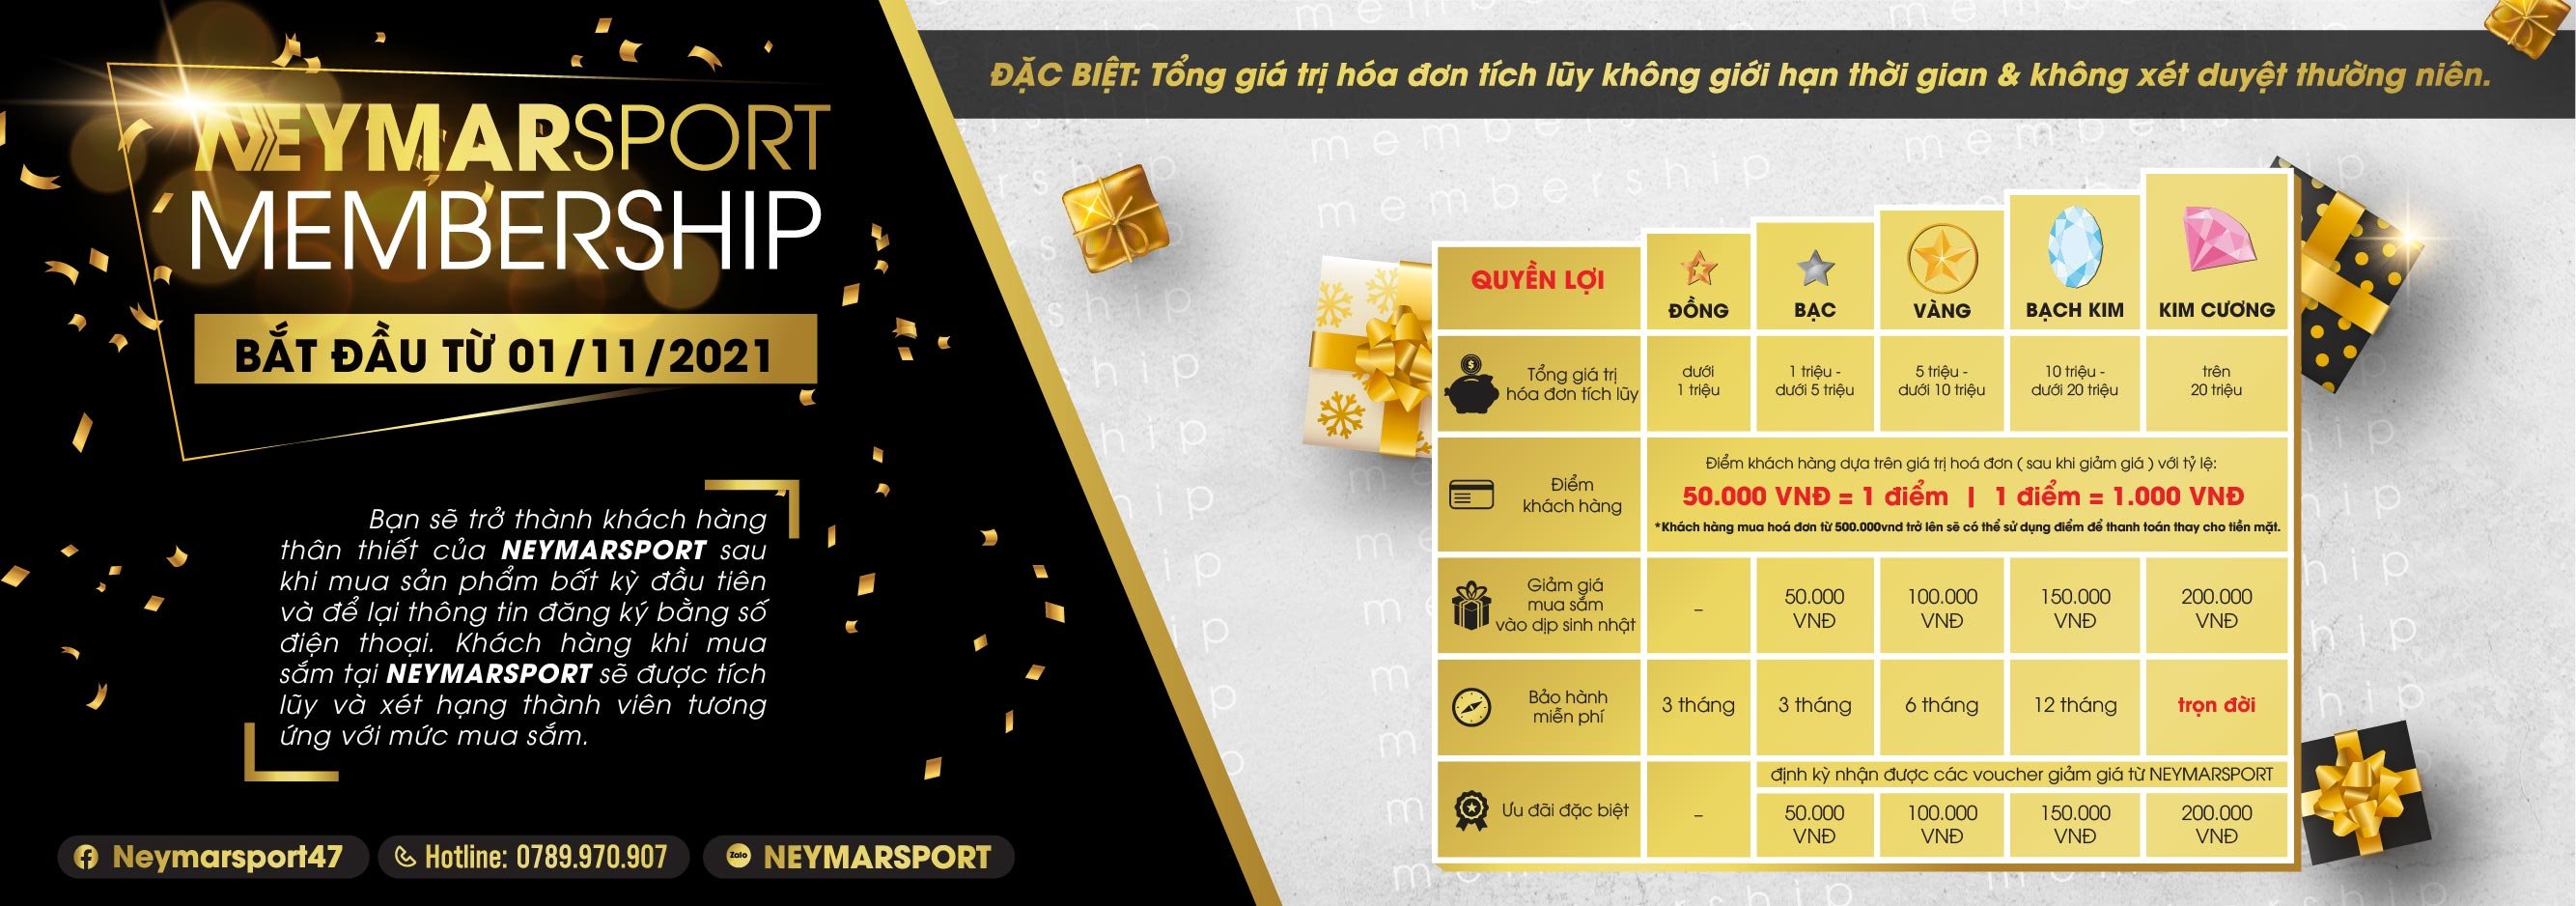 NEYMARSPORT
MEMBERSHIP
BẮT ĐẦU TỪ 01/11/2021
Bạn sẽ trở thành khách hàng
thân thiết của NEYMARSPORT sau
khi mua sản phẩm bất kỳ đầu tiên
và để lại thông tin đăng ký bằng số
điện thoại. Khách hàng khi mua
sắm tại NEYMARSPORT sẽ được tích
lũy và xét hạng thành viên tương
ứng với mức mua sắm.
Neymarsport47
Hotline: 0789.970.907
Zalo NEYMARSPORT
ĐẶC BIỆT: Tổng giá trị hóa đơn tích lũy không giới hạn thời gian & không xét duyệt thường niên.
QUYỀN LỢI
ĐỒNG
BẠC
VÀNG
BẠCH KIM
KIM CƯƠNG
Tổng giá trị
hóa đơn tích lũy
dưới
1 triệu
1 triệu -
dưới 5 triệu
5 triệu -
dưới 10 triệu
10 triệu -
dưới 20 triệu
trên
20 triệu
Điểm
khách hàng
Điểm khách hàng dựa trên giá trị hoá đơn ( sau khi giảm giá ) với tỷ lệ:
50.000 VNĐ = 1 điểm | 1 điểm = 1.000 VNĐ
*Khách hàng mua hoá đơn từ 500.000vnd trở lên sẽ có thể sử dụng điểm để thanh toán thay cho tiền mặt.
Giảm giá
mua sắm
vào dịp sinh nhật
–
50.000
VNĐ
100.000
VNĐ
150.000
VNĐ
200.000
VNĐ
Bảo hành
miễn phí
3 tháng
3 tháng
6 tháng
12 tháng
trọn đời
Ưu đãi đặc biệt
–
định kỳ nhận được các voucher giảm giá từ NEYMARSPORT
50.000
VNĐ
100.000
VNĐ
150.000
VNĐ
200.000
VNĐ
membership
membership
membership